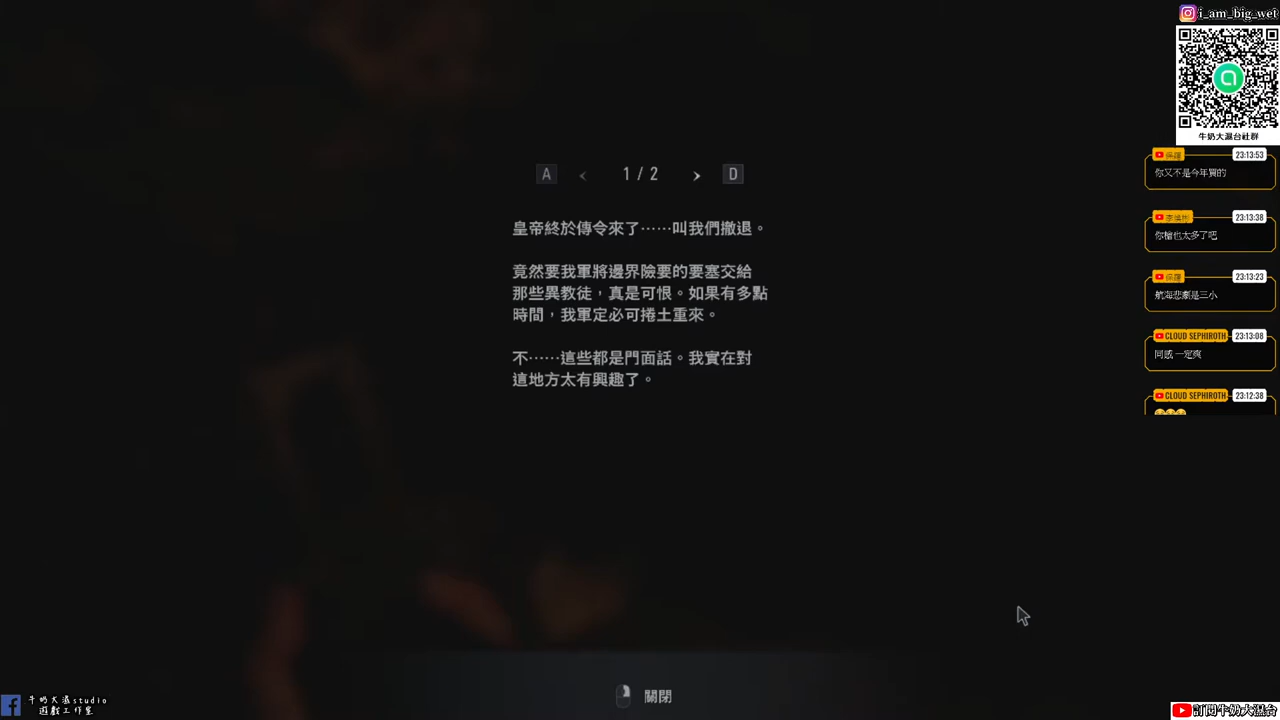 i_am_big_wet
牛奶大濕台社群
A
1 / 2
D
皇帝終於傳令來了……叫我們撤退。
竟然要我軍將邊界險要的要塞交給
那些異教徒，真是可恨。如果有多點
時間，我軍定必可捲土重來。
不……這些都是門面話。我實在對
這地方太有興趣了。
關閉
保羅
23:13:53
你又不是今年買的
23:13:38
你槍也太多了吧
保羅
23:13:23
航海悲劇是三小
CLOUD SEPHIROTH
23:13:08
同感 一定爽
CLOUD SEPHIROTH
23:12:38
牛奶大濕studio
遊戲工作室
訂閱牛奶大濕台